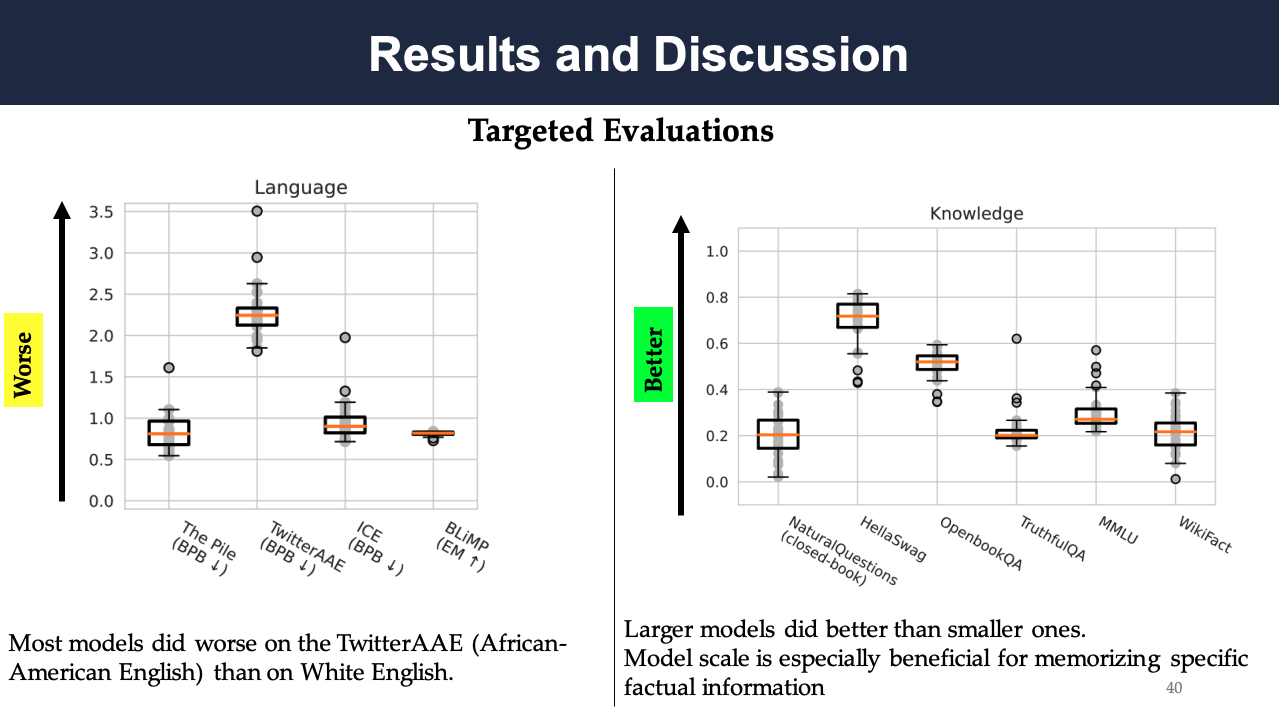 Results and Discussion
Targeted Evaluations
Language
Worse
3.5
3.0
2.5
2.0
1.5
1.0
0.5
0.0
The Pile
(BPB ↓)
TwitterAAE
(BPB ↓)
ICE
(BPB ↓)
BLiMP
(EM ↑)
Most models did worse on the TwitterAAE (African-
American English) than on White English.
Knowledge
Better
1.0
0.8
0.6
0.4
0.2
0.0
NaturalQuestions
(closed-book)
HellaSwag
OpenbookQA
TruthfulQA
MMLU
WikiFact
Larger models did better than smaller ones.
Model scale is especially beneficial for memorizing specific
factual information
40